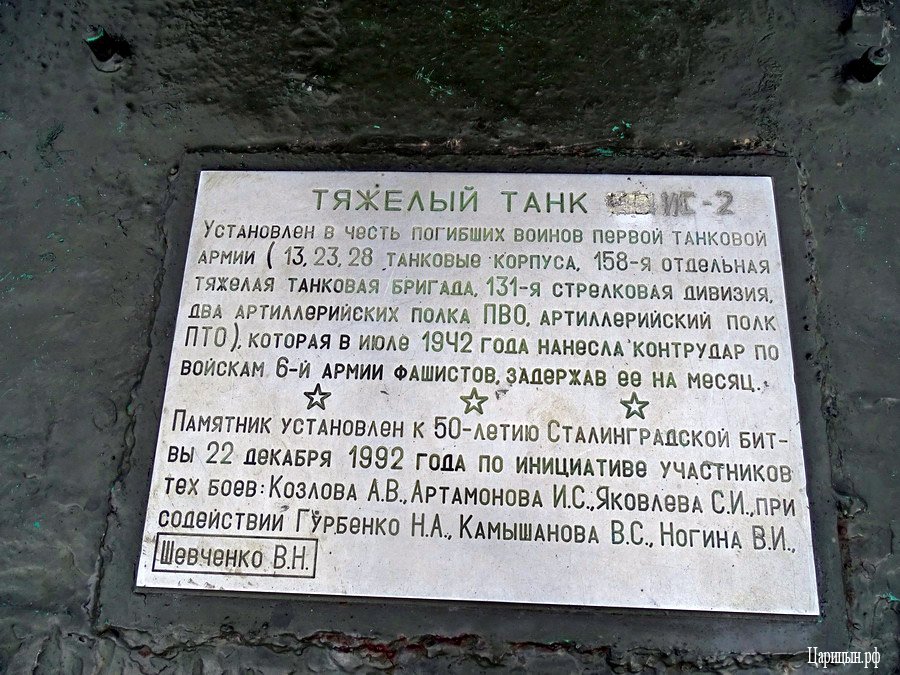 ТЯЖЕЛЫЙ ТАНК ИС-2
Установлен в честь погибших воинов первой танковой
армии (13, 23, 28 танковые корпуса, 158-я отдельная
тяжелая танковая бригада, 131-я стрелковая дивизия,
два артиллерийских полка ПВО, артиллерийский полк
ПТО), которая в июле 1942 года нанесла контрудар по
войскам 6-й армии фашистов, задержав ее на месяц.
Памятник установлен к 50-летию Сталинградской бит-
вы 22 декабря 1992 года по инициативе участников
тех боев: Козлова А.В., Артамонова И.С., Яковлева С.И., при
содействии Гурбенко Н.А., Камышанова В.С., Ногина В.И.,
Шевченко В.Н.
Царицын.рф